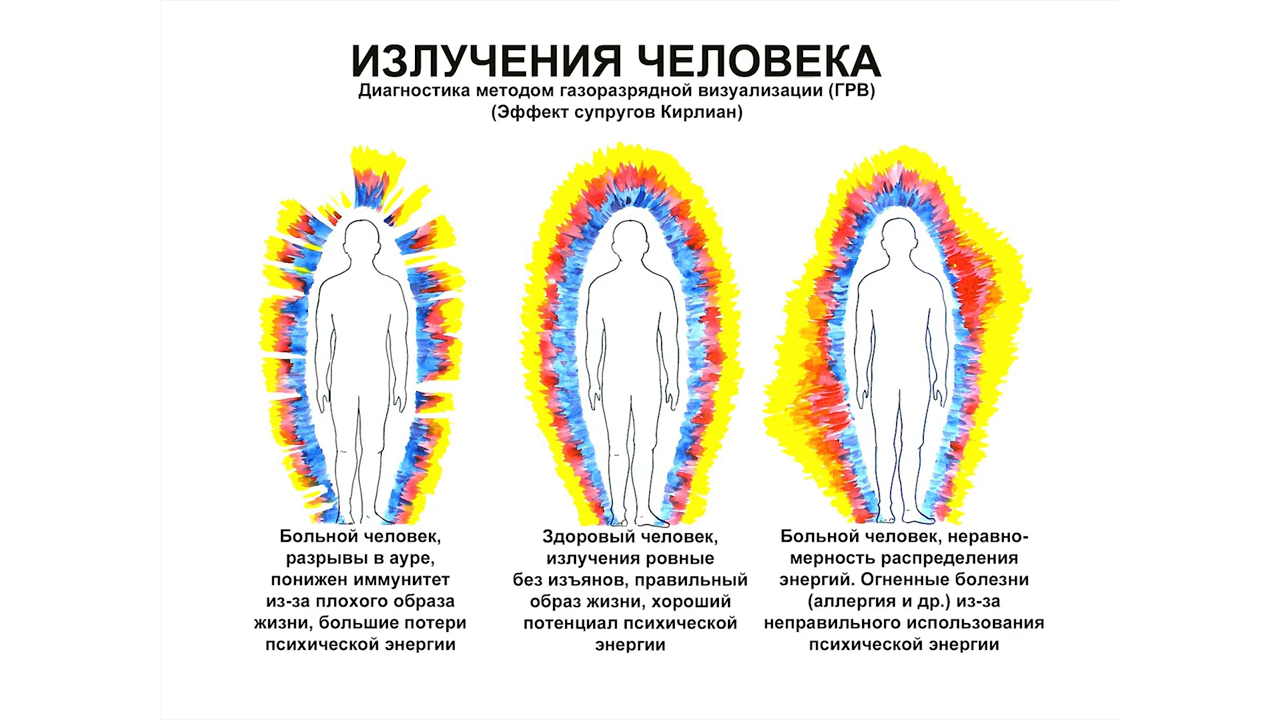 ИЗЛУЧЕНИЯ ЧЕЛОВЕКА
Диагностика методом газоразрядной визуализации (ГРВ)
(Эффект супругов Кирлиан)
Больной человек,
разрывы в ауре,
понижен иммунитет
из-за плохого образа
жизни, большие потери
психической энергии
Здоровый человек,
излучения ровные
без изъянов, правильный
образ жизни, хороший
потенциал психической
энергии
Больной человек, неравно-
мерность распределения
энергий. Огненные болезни
(аллергия и др.) из-за
неправильного использования
психической энергии